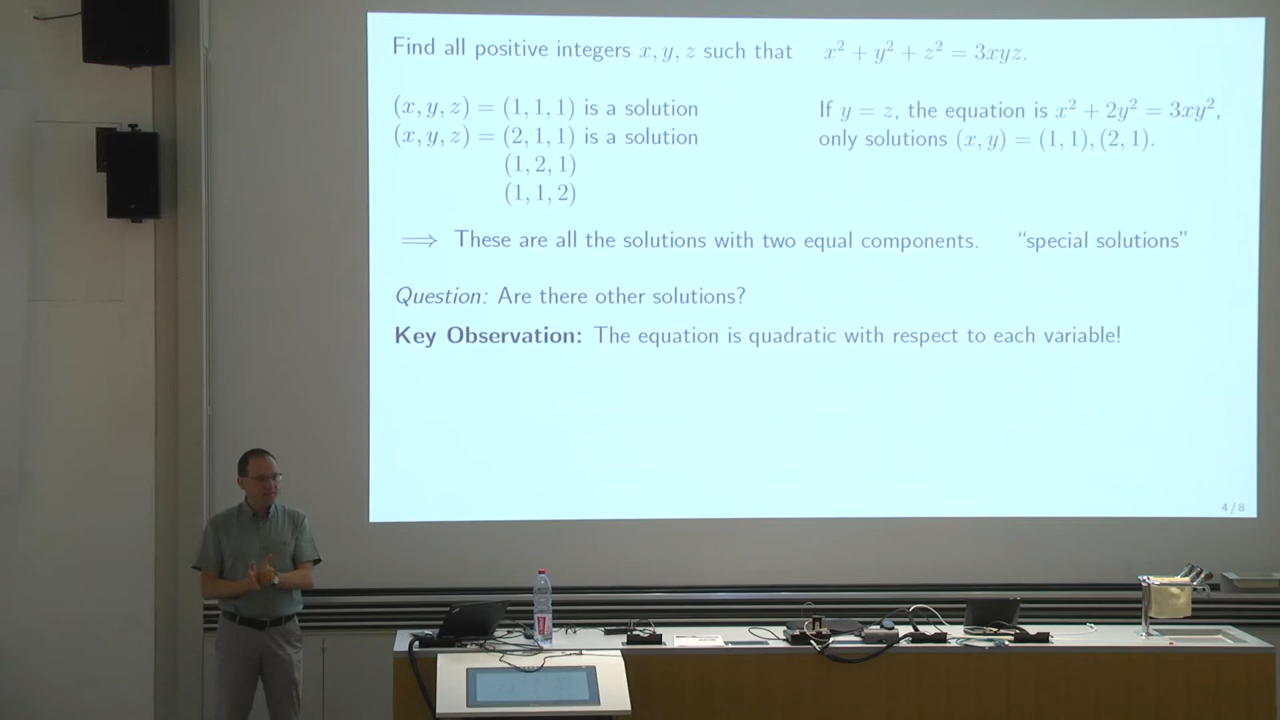 Find all positive integers x, y, z such that x² + y² + z² = 3xyz.
(x, y, z) = (1, 1, 1) is a solution
(x, y, z) = (2, 1, 1) is a solution
(1, 2, 1)
(1, 1, 2)
If y = z, the equation is x² + 2y² = 3xy²,
only solutions (x, y) = (1, 1), (2, 1).
⟹ These are all the solutions with two equal components. "special solutions"
Question: Are there other solutions?
Key Observation: The equation is quadratic with respect to each variable!
4/8